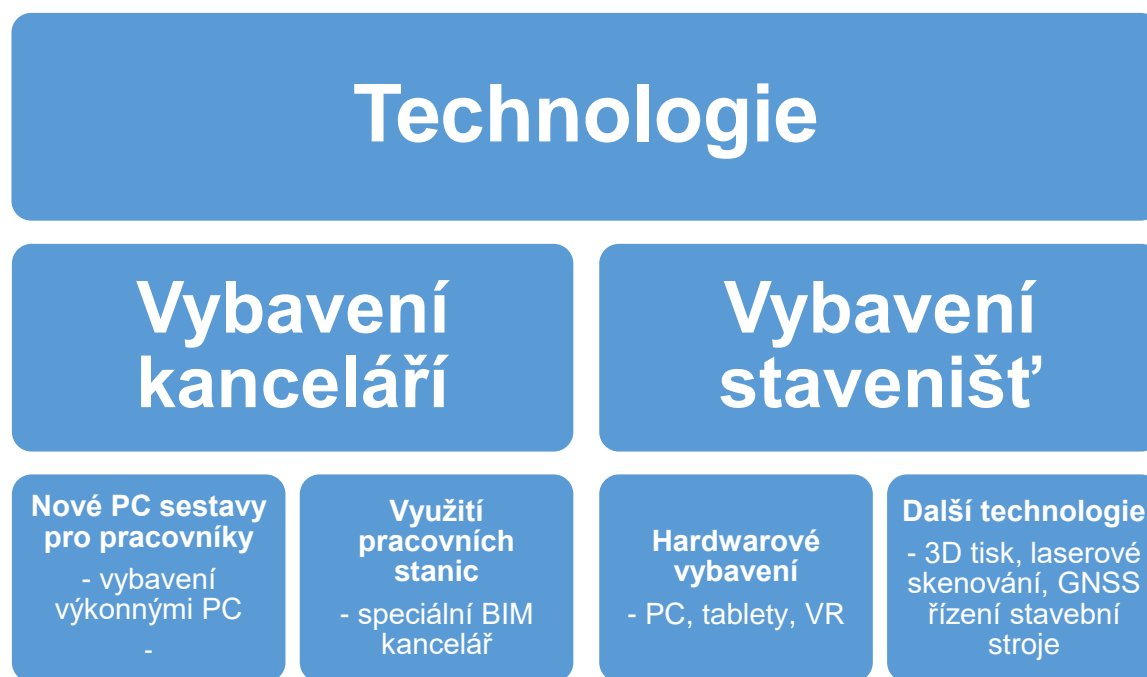 Technologie
Vybavení
kanceláří
Vybavení
stavenišť
Nové PC sestavy
pro pracovníky
- vybavení
výkonnými PC
-
Využití
pracovních
stanic
- speciální BIM
kancelář
Hardwarové
vybavení
- PC, tablety, VR
Další technologie
- 3D tisk, laserové
skenování, GNSS
řízení stavební
stroje